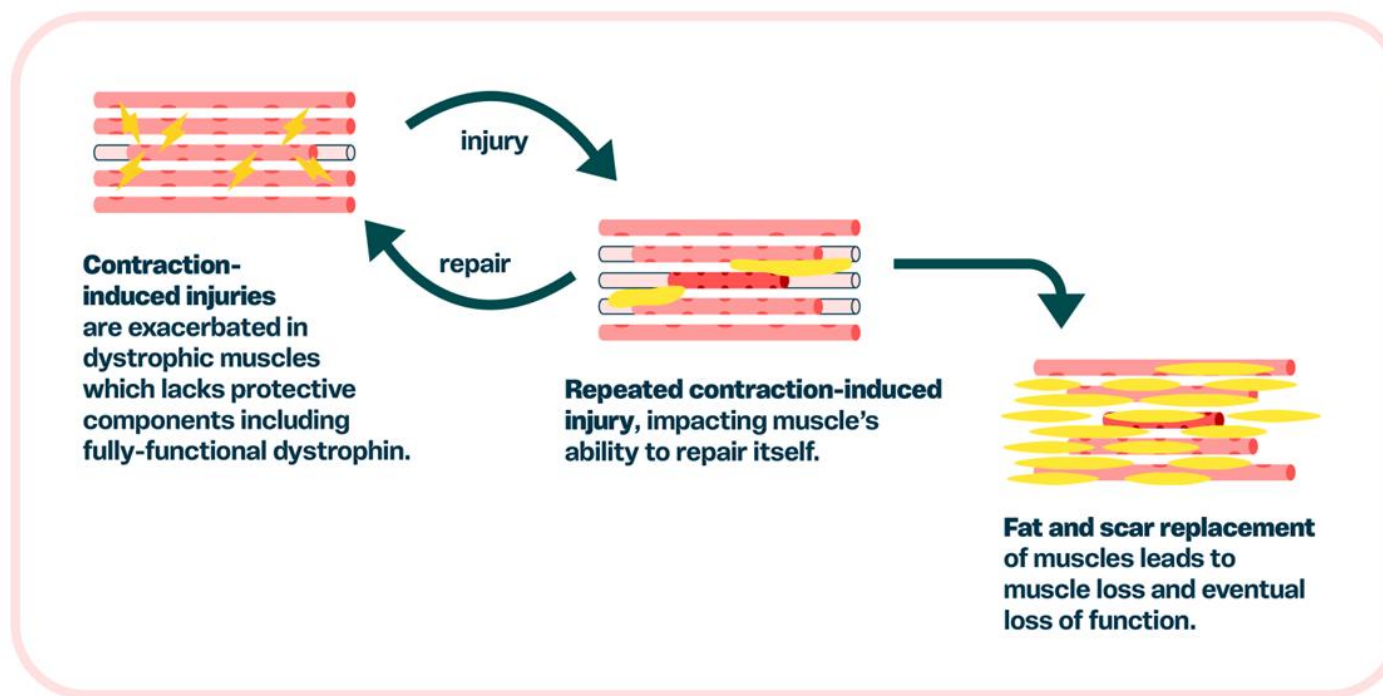 injury
repair
Contraction-
induced injuries
are exacerbated in
dystrophic muscles
which lacks protective
components including
fully-functional dystrophin.
Repeated contraction-induced
injury, impacting muscle’s
ability to repair itself.
Fat and scar replacement
of muscles leads to
muscle loss and eventual
loss of function.